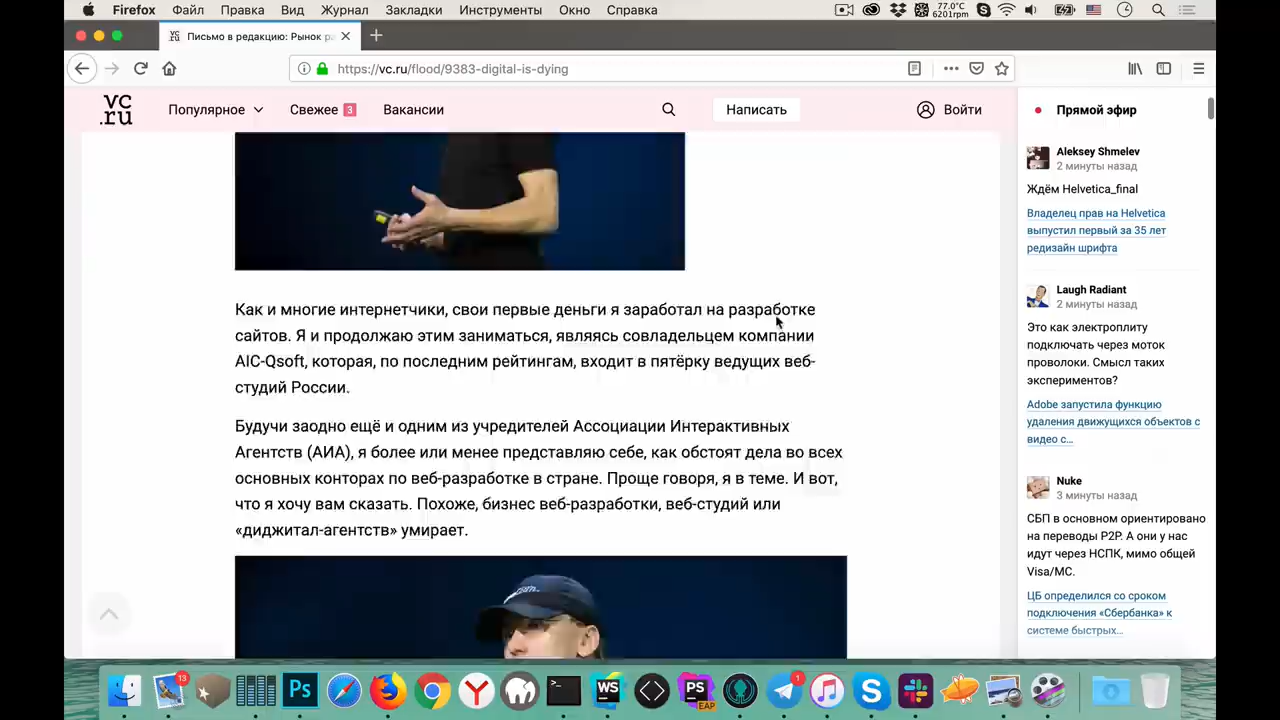 Firefox Файл Правка Вид Журнал Закладки Инструменты Окно Справка
77.0°C
6201rpm
Письмо в редакцию: Рынок ра
https://vc.ru/flood/9383-digital-is-dying
vc
.ru
Популярное
Свежее 3
Вакансии
Написать
Войти
Как и многие интернетчики, свои первые деньги я заработал на разработке
сайтов. Я и продолжаю этим заниматься, являясь совладельцем компании
AIC-Qsoft, которая, по последним рейтингам, входит в пятёрку ведущих веб-
студий России.
Будучи заодно ещё и одним из учредителей Ассоциации Интерактивных
Агентств (АИА), я более или менее представляю себе, как обстоят дела во всех
основных конторах по веб-разработке в стране. Проще говоря, я в теме. И вот,
что я хочу вам сказать. Похоже, бизнес веб-разработки, веб-студий или
«диджитал-агентств» умирает.
Прямой эфир
Aleksey Shmelev
2 минуты назад
Ждём Helvetica_final
Владелец прав на Helvetica
выпустил первый за 35 лет
редизайн шрифта
Laugh Radiant
2 минуты назад
Это как электроплиту
подключать через моток
проволоки. Смысл таких
экспериментов?
Adobe запустила функцию
удаления движущихся объектов с
видео с...
Nuke
3 минуты назад
СБП в основном ориентировано
на переводы P2P. А они у нас
идут через НСПК, мимо общей
Visa/MC.
ЦБ определился со сроком
подключения «Сбербанка» к
системе быстрых...
13
Ps
WS
PS
EAP
1